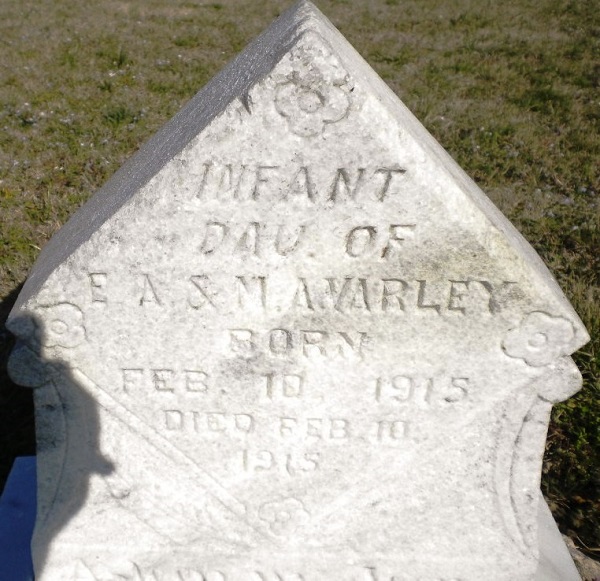 INFANT
DAU. OF
E. A. & M. A. VARLEY
BORN
FEB. 10, 1915
DIED FEB. 10,
1915